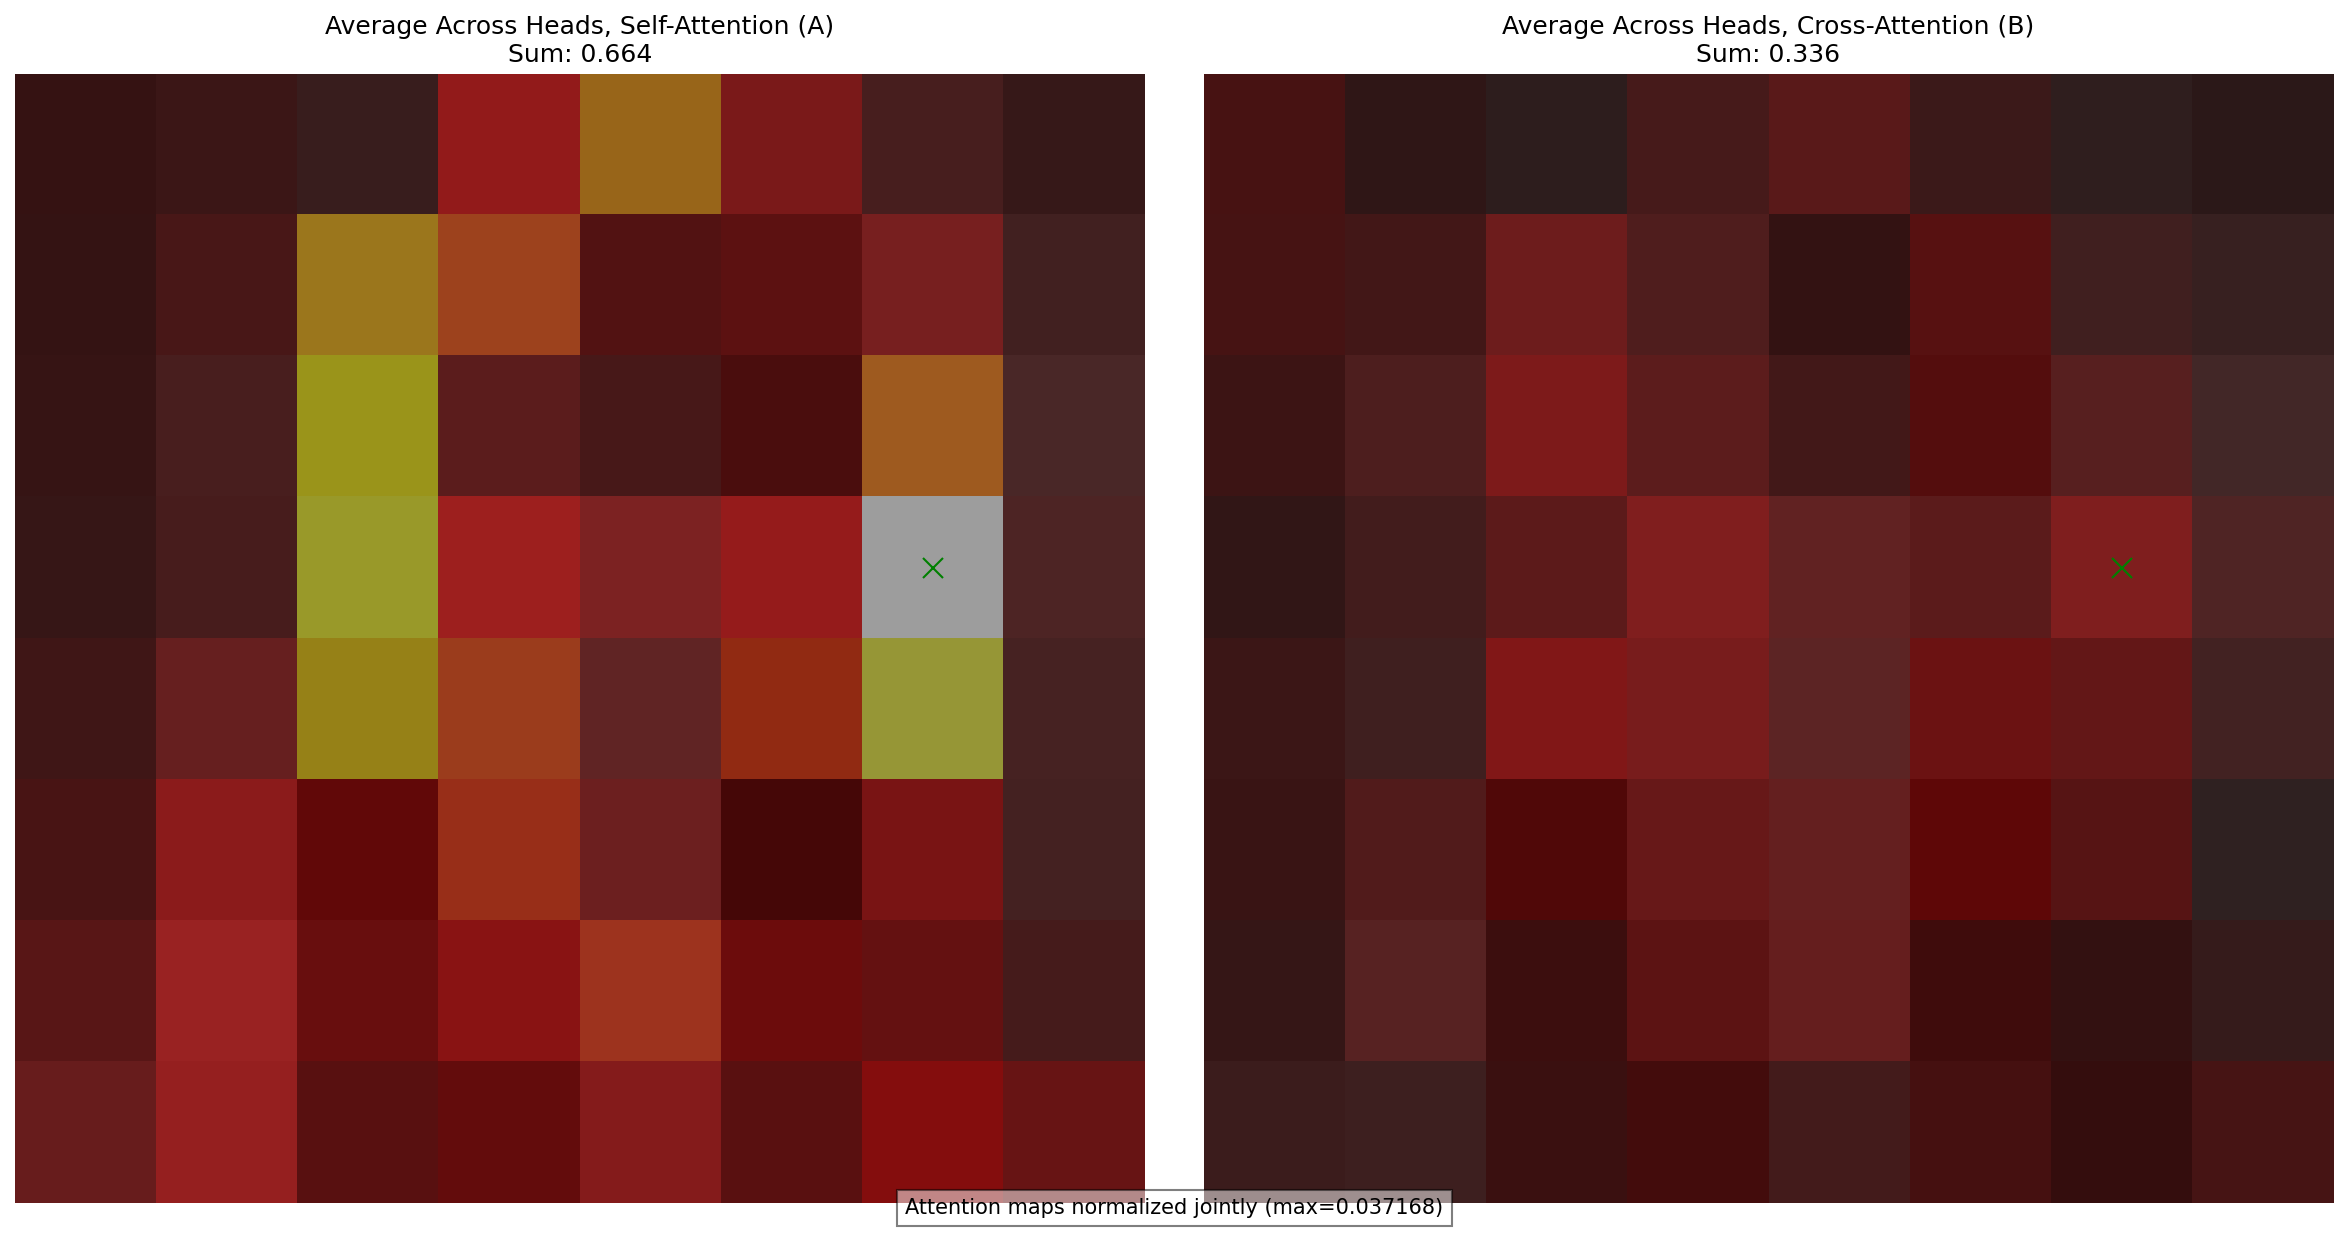 Average Across Heads, Self-Attention (A)
Sum: 0.664
Average Across Heads, Cross-Attention (B)
Sum: 0.336
Attention maps normalized jointly (max=0.037168)